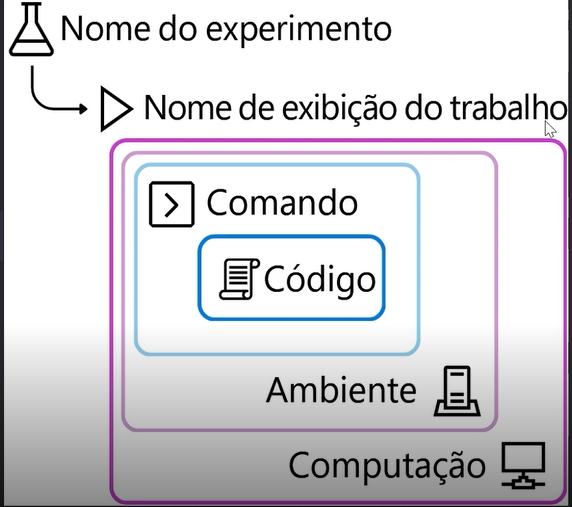 Nome do experimento
Nome de exibição do trabalho
Comando
Código
Ambiente
Computação